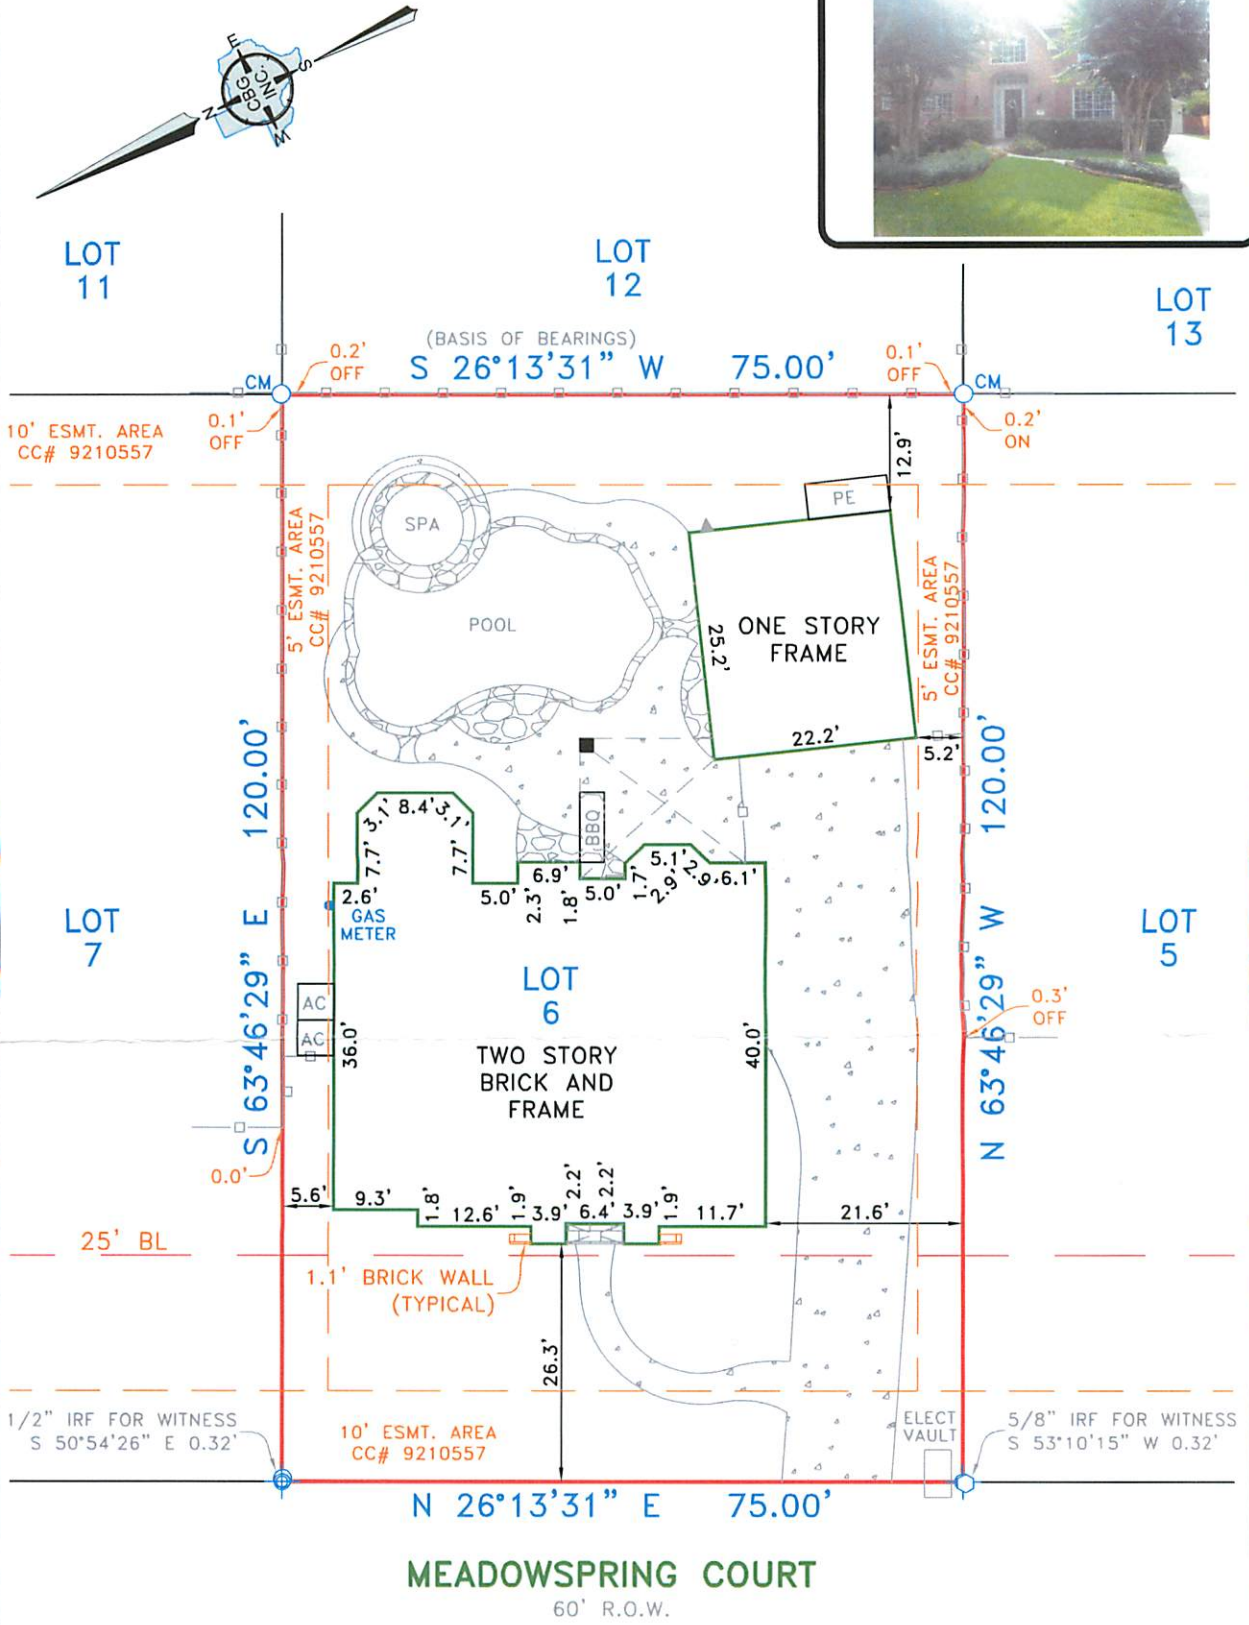 E
S
CBG
INC.
N
W
LOT
11
LOT
12
LOT
13
(BASIS OF BEARINGS)
S 26°13'31" W 75.00'
0.2'
OFF
0.1'
OFF
CM
CM
0.1'
OFF
0.2'
ON
10' ESMT. AREA
CC# 9210557
12.9'
PE
SPA
5' ESMT. AREA
CC# 9210557
POOL
25.2'
ONE STORY
FRAME
5' ESMT. AREA
CC# 9210557
22.2'
5.2'
S 63°46'29" E 120.00'
N 63°46'29" W 120.00'
BBQ
3.1'
8.4'
3.1'
7.7'
7.7'
2.6'
5.0'
6.9'
2.3'
1.8'
5.0'
1.7'
2.9'
5.1'
2.9'
6.1'
GAS
METER
LOT
7
LOT
5
LOT
6
AC
AC
36.0'
TWO STORY
BRICK AND
FRAME
40.0'
0.3'
OFF
0.0'
5.6'
9.3'
1.8'
12.6'
1.9'
3.9'
2.2'
6.4'
2.2'
3.9'
1.9'
11.7'
21.6'
25' BL
1.1' BRICK WALL
(TYPICAL)
26.3'
1/2" IRF FOR WITNESS
S 50°54'26" E 0.32'
10' ESMT. AREA
CC# 9210557
ELECT
VAULT
5/8" IRF FOR WITNESS
S 53°10'15" W 0.32'
N 26°13'31" E 75.00'
MEADOWSPRING COURT
60' R.O.W.